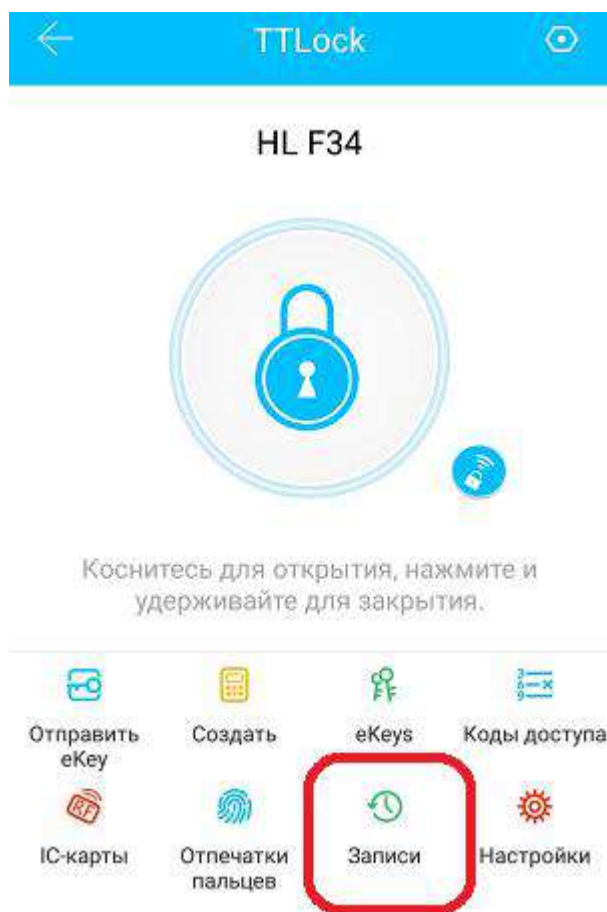 TTLock
HL F34
Коснитесь для открытия, нажмите и
удерживайте для закрытия.
Отправить
eKey
Создать
eKeys
Коды доступа
IC-карты
Отпечатки
пальцев
Записи
Настройки